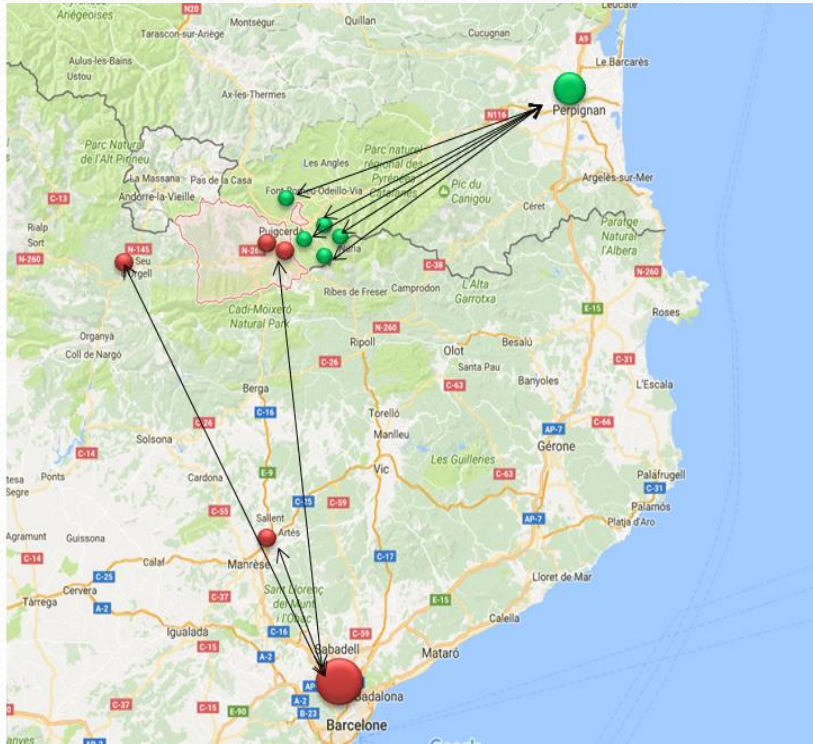 Ariégeoises
N20
Montségur
Quillan
Leucate
Tarascon-sur-Ariège
Cucugnan
A9
Le Barcarès
Aulus-les-Bains
Ustou
Ax-les-Thermes
N116
Perpignan
Parc Natural
de l'Alt Pirineu
Parc naturel
régional des
Pyrénées
Catalanes
Les Angles
La Massana
Pas de la Casa
Andorre-la-Vieille
Pic du
Canigou
Argelès-sur-Mer
Céret
C-13
Rialp
Sort
Puigcerdà
Paratge
Natural de
l'Albera
N-145
N-260
N-260
C-38
N-260
Ribes de Freser
Camprodon
L'Alta
Garrotxa
E-15
Roses
Cadi-Moixeró
Natural Park
Organyà
Coll de Nargó
N-260
Ripoll
Olot
Besalú
C-26
Santa Pau
C-31
Berga
C-63
Banyoles
L'Escala
C-16
C-26
Torelló
C-66
Solsona
Manlleu
AP-7
C-14
Gérone
Vic
Les Guilleries
Ponts
Cardona
E-9
C-63
Palafrugell
C-25
C-59
C-31
C-55
Palamós
Sallent
Artés
AP-7
Platja d'Aro
Agramunt
Guissona
C-14
Calaf
Manrèse
C-17
C-25
Lloret de Mar
Cervera
Tàrrega
A-2
C-37
Sant Llorenç
del Munt
i l'Obac
E-15
Calella
Igualada
C-16
C-59
C-15
Sabadell
Mataró
A-2
C-37
Badalona
C-14
E-90
C-15
A-2
B-23
Barcelone